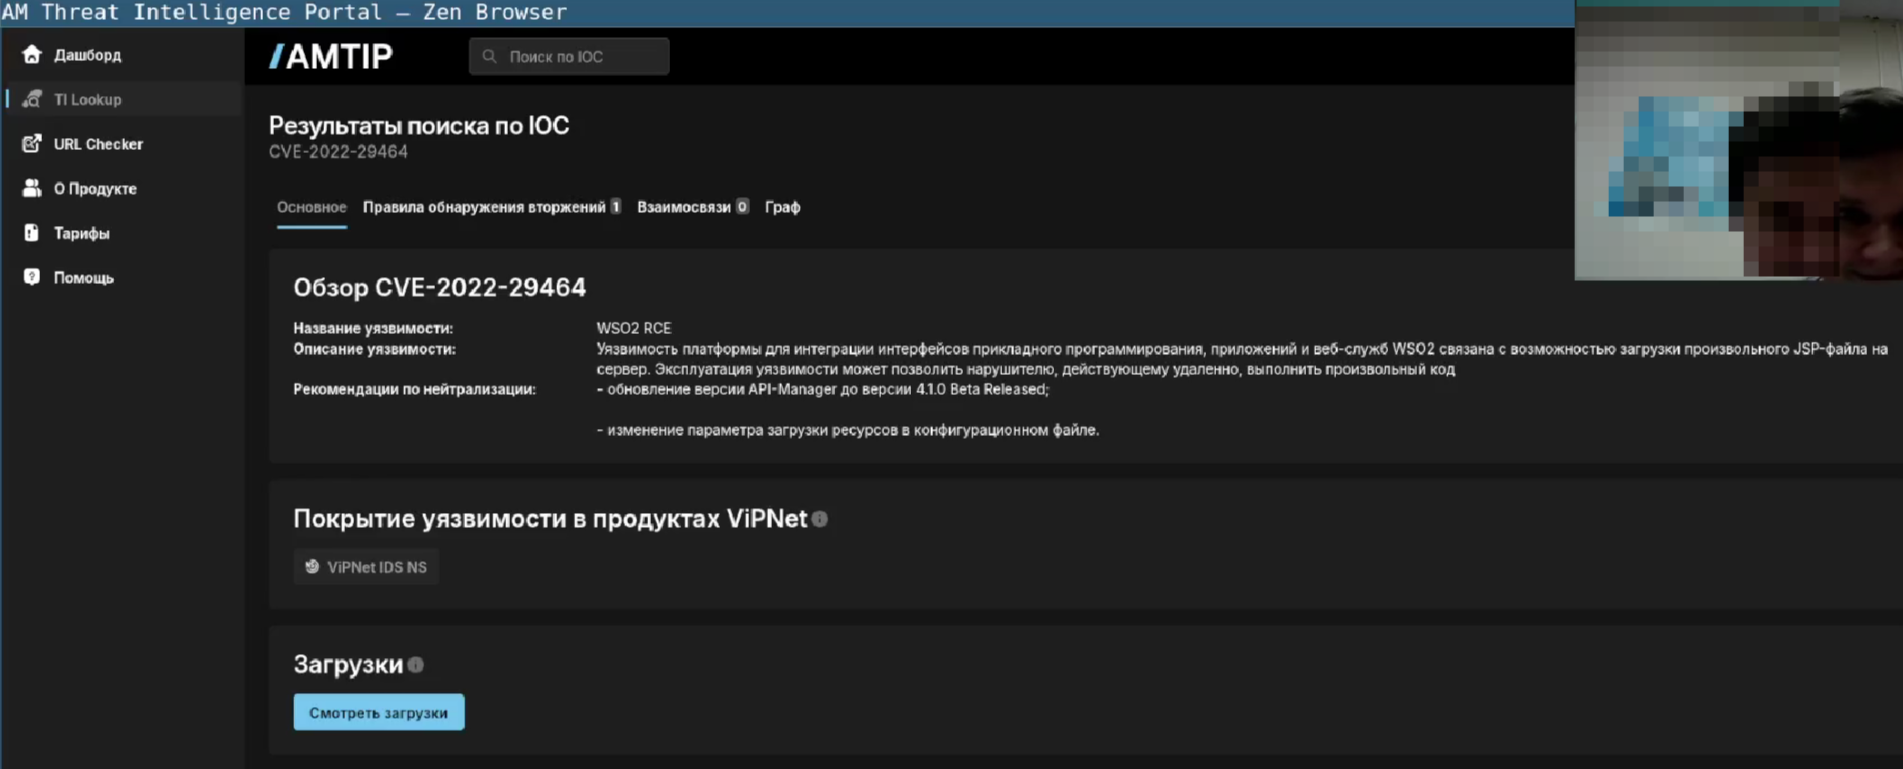 AM Threat Intelligence Portal — Zen Browser
Дашборд
TI Lookup
URL Checker
О Продукте
Тарифы
Помощь
/AMTIP
Поиск по IOC
Результаты поиска по IOC
CVE-2022-29464
Основное Правила обнаружения вторжений 1 Взаимосвязи 0 Граф
Обзор CVE-2022-29464
Название уязвимости: WSO2 RCE
Описание уязвимости: Уязвимость платформы для интеграции интерфейсов прикладного программирования, приложений и веб-служб WSO2 связана с возможностью загрузки произвольного JSP-файла на
сервер. Эксплуатация уязвимости может позволить нарушителю, действующему удаленно, выполнить произвольный код
Рекомендации по нейтрализации: - обновление версии API-Manager до версии 4.1.0 Beta Released;
- изменение параметра загрузки ресурсов в конфигурационном файле.
Покрытие уязвимости в продуктах ViPNet
ViPNet IDS NS
Загрузки
Смотреть загрузки